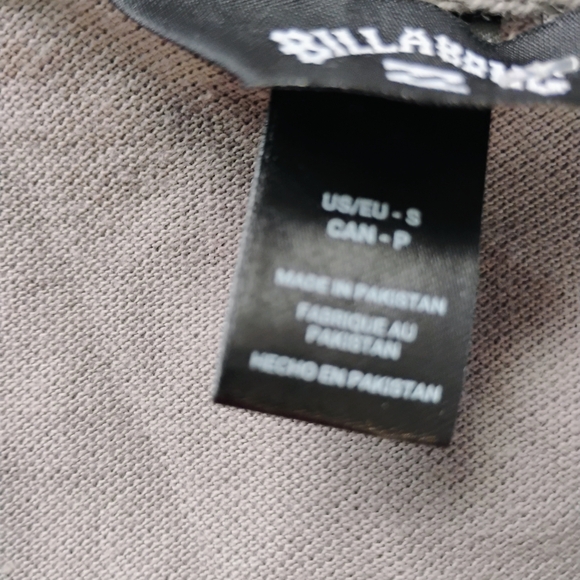 BILLABONG
US/EU - S
CAN - P
MADE IN PAKISTAN
FABRIQUE AU
PAKISTAN
HECHO EN PAKISTAN